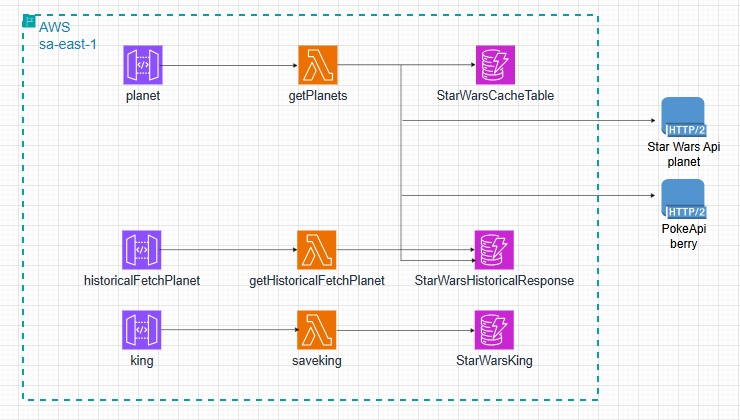 AWS
sa-east-1
planet
getPlanets
StarWarsCacheTable
HTTP/2
Star Wars Api
planet
HTTP/2
PokeApi
berry
historicalFetchPlanet
getHistoricalFetchPlanet
StarWarsHistoricalResponse
king
saveking
StarWarsKing